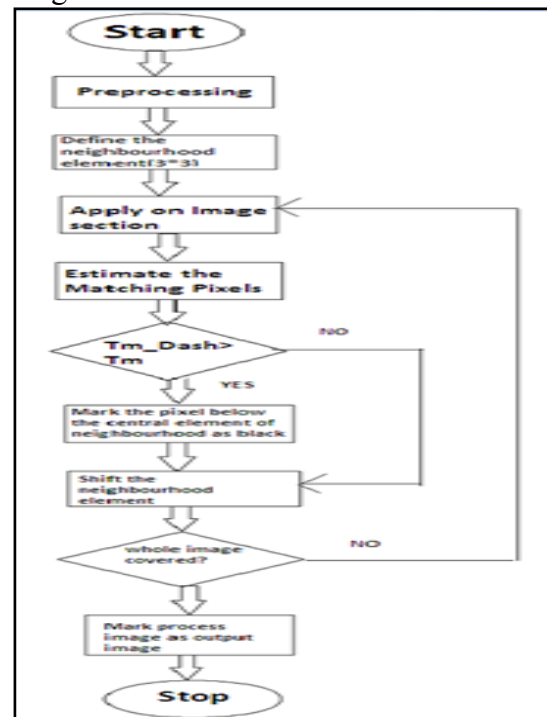 Start
Preprocessing
Define the
neighbourhood
element(3*3)
Apply on Image
section
Estimate the
Matching Pixels
Tm_Dash>
Tm
NO
YES
Mark the pixel below
the central element of
neighbourhood as black
Shift the
neighbourhood
element
whole image
covered?
NO
Mark process
image as output
image
Stop